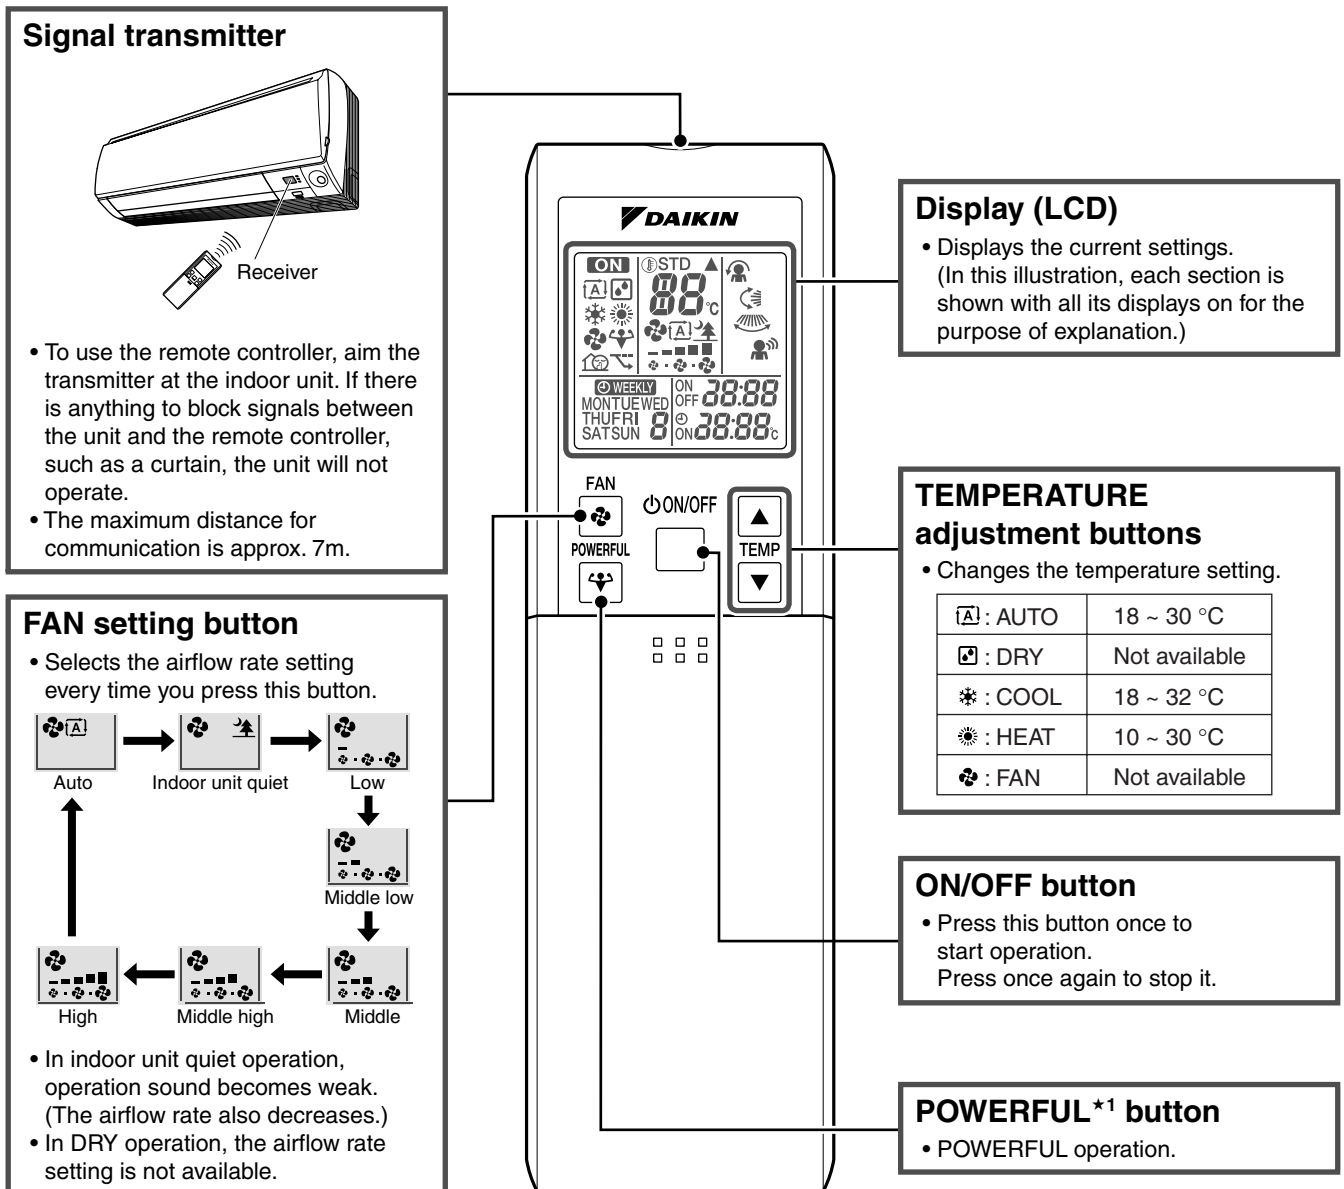 Signal transmitter
Receiver
• To use the remote controller, aim the
transmitter at the indoor unit. If there
is anything to block signals between
the unit and the remote controller,
such as a curtain, the unit will not
operate.
• The maximum distance for
communication is approx. 7m.
FAN setting button
• Selects the airflow rate setting
every time you press this button.
A
Auto
Indoor unit quiet
Low
Middle low
High
Middle high
Middle
• In indoor unit quiet operation,
operation sound becomes weak.
(The airflow rate also decreases.)
• In DRY operation, the airflow rate
setting is not available.
DAIKIN
ON
STD ▲
A
88°C
A
WEEKLY
MONTUEWED
THUFRI
SATSUN 8
ON
OFF 28:88
ON 28:88°C
FAN
ON/OFF
▲
POWERFUL
TEMP
▼
Display (LCD)
• Displays the current settings.
(In this illustration, each section is
shown with all its displays on for the
purpose of explanation.)
TEMPERATURE
adjustment buttons
• Changes the temperature setting.
A : AUTO 18 ~ 30 °C
: DRY Not available
: COOL 18 ~ 32 °C
: HEAT 10 ~ 30 °C
: FAN Not available
ON/OFF button
• Press this button once to
start operation.
Press once again to stop it.
POWERFUL★1 button
• POWERFUL operation.